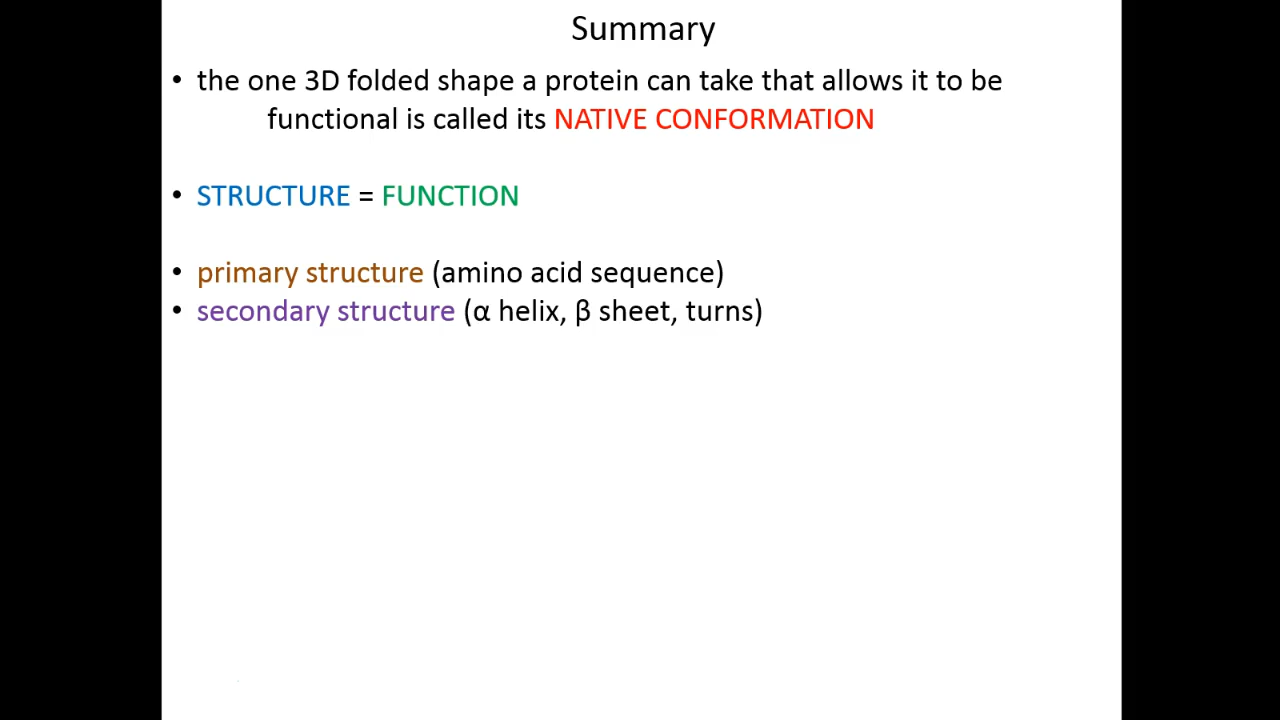 Summary
• the one 3D folded shape a protein can take that allows it to be
functional is called its NATIVE CONFORMATION
• STRUCTURE = FUNCTION
• primary structure (amino acid sequence)
• secondary structure (α helix, β sheet, turns)